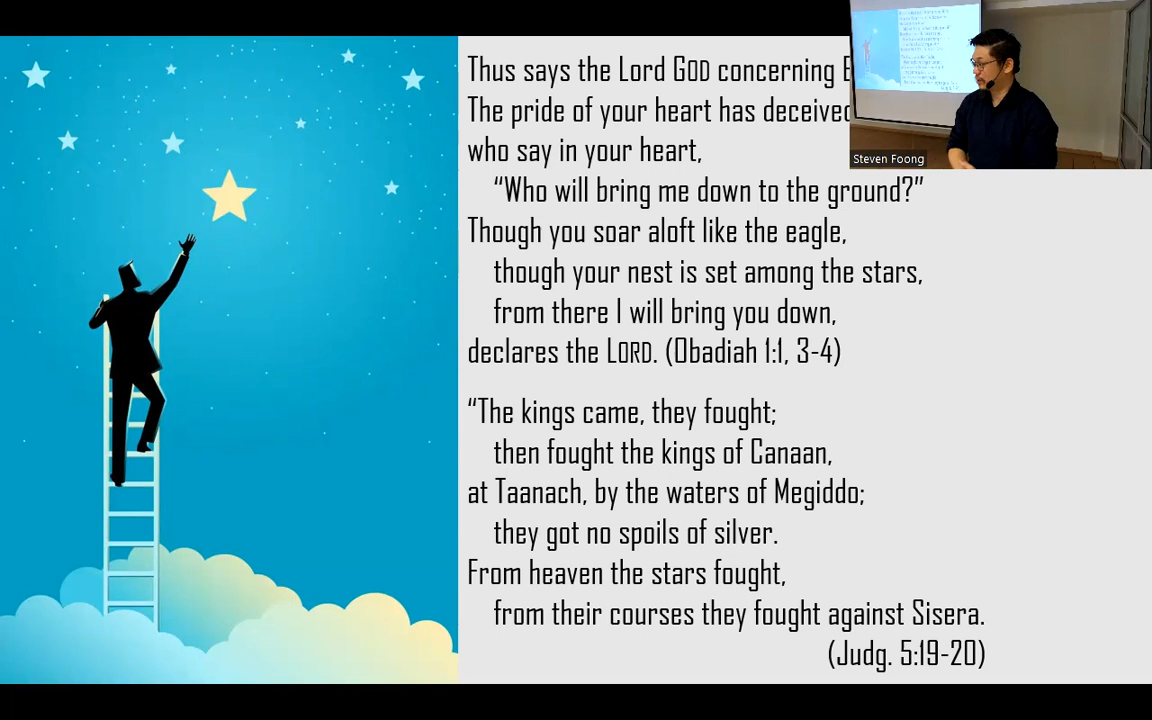 Thus says the Lord GOD concerning
The pride of your heart has deceived
who say in your heart,
“Who will bring me down to the ground?”
Though you soar aloft like the eagle,
though your nest is set among the stars,
from there I will bring you down,
declares the LORD. (Obadiah 1:1, 3-4)
“The kings came, they fought;
then fought the kings of Canaan,
at Taanach, by the waters of Megiddo;
they got no spoils of silver.
From heaven the stars fought,
from their courses they fought against Sisera.
(Judg. 5:19-20)
Steven Foong